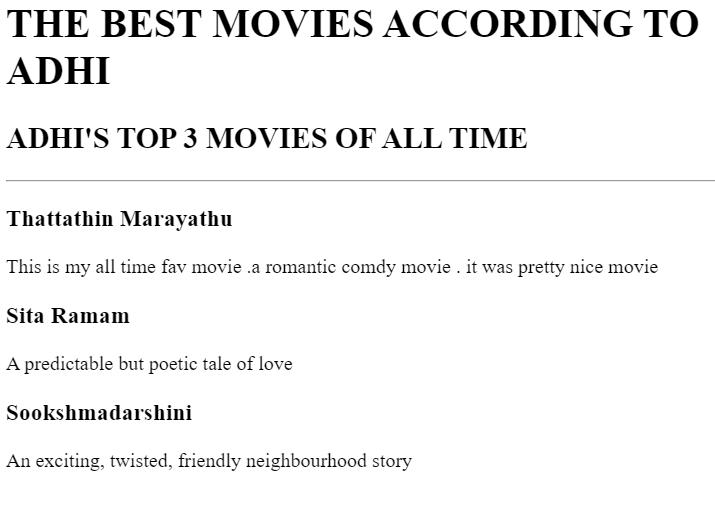 THE BEST MOVIES ACCORDING TO
ADHI
ADHI'S TOP 3 MOVIES OF ALL TIME
Thattathin Marayathu
This is my all time fav movie .a romantic comdy movie . it was pretty nice movie
Sita Ramam
A predictable but poetic tale of love
Sookshmadarshini
An exciting, twisted, friendly neighbourhood story